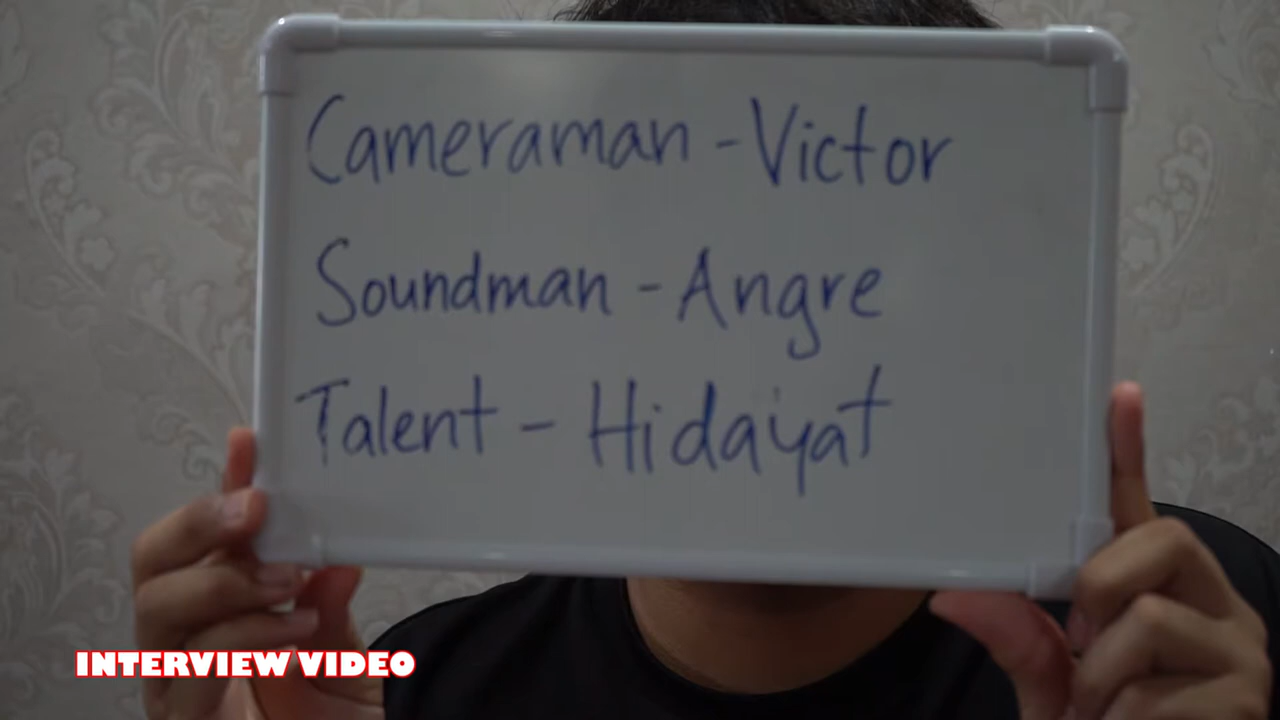 Cameraman - Victor
Soundman - Angre
Talent - Hidayat
INTERVIEW VIDEO